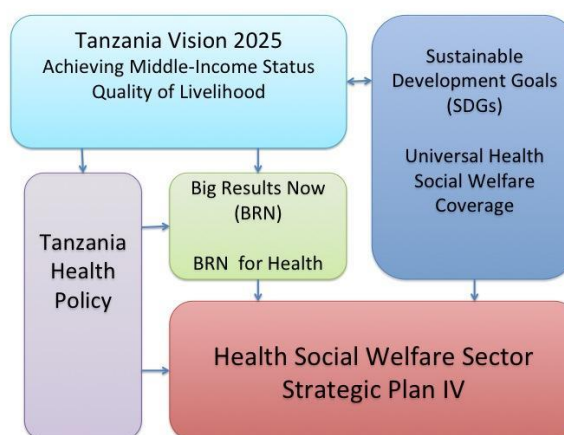 Tanzania Vision 2025
Achieving Middle-Income Status
Quality of Livelihood
Sustainable
Development Goals
(SDGs)
Universal Health
Social Welfare
Coverage
Big Results Now
(BRN)
BRN for Health
Tanzania
Health
Policy
Health Social Welfare Sector
Strategic Plan IV